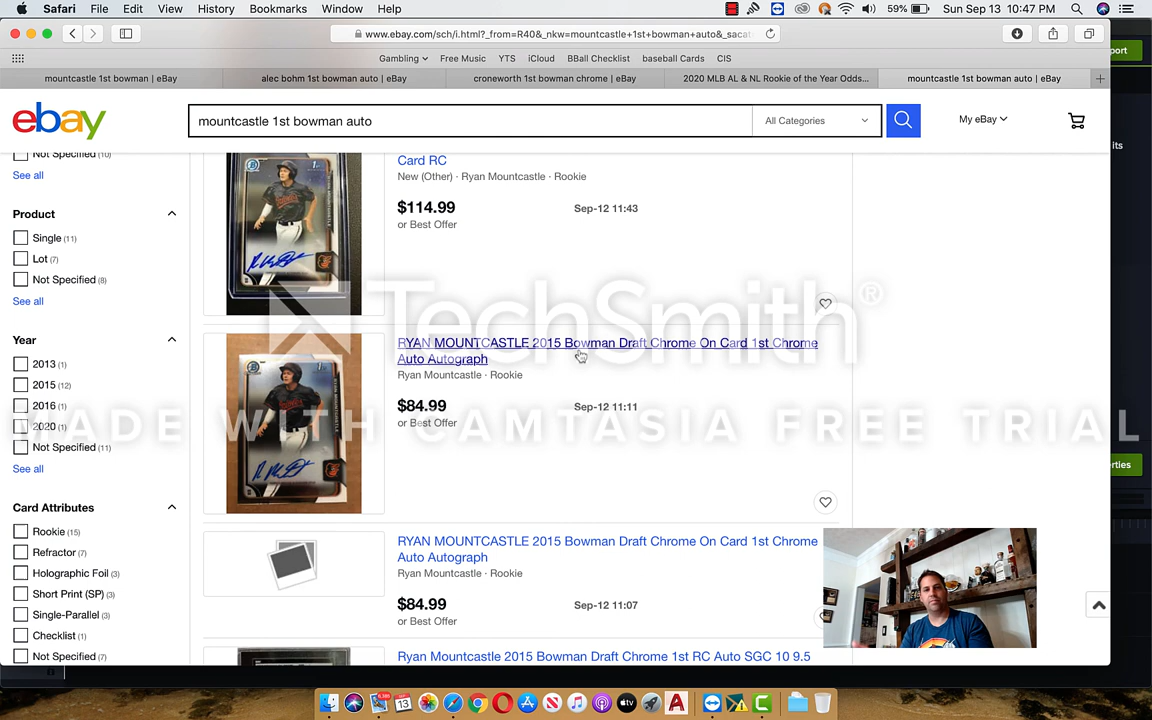 Safari File Edit View History Bookmarks Window Help 59% Sun Sep 13 10:47 PM
www.ebay.com/sch/i.html?_from=R40&_nkw=mountcastle+1st+bowman+auto&_sacat
port
Gambling Free Music YTS iCloud BBall Checklist baseball Cards CIS
mountcastle 1st bowman | eBay alec bohm 1st bowman auto | eBay croneworth 1st bowman chrome | eBay 2020 MLB AL & NL Rookie of the Year Odds... mountcastle 1st bowman auto | eBay +
ebay mountcastle 1st bowman auto All Categories My eBay
its
Not Specified (10)
See all
Product
Single (11)
Lot (7)
Not Specified (8)
See all
Year
2013 (1)
2015 (12)
2016 (1)
2020 (1)
Not Specified (11)
See all
Card Attributes
Rookie (15)
Refractor (7)
Holographic Foil (3)
Short Print (SP) (3)
Single-Parallel (3)
Checklist (1)
Not Specified (7)
Card RC
New (Other) · Ryan Mountcastle · Rookie
$114.99 Sep-12 11:43
or Best Offer
TechSmith®
RYAN MOUNTCASTLE 2015 Bowman Draft Chrome On Card 1st Chrome
Auto Autograph
Ryan Mountcastle · Rookie
$84.99 Sep-12 11:11
or Best Offer
MADE WITH CAMTASIA FREE TRIAL
rties
RYAN MOUNTCASTLE 2015 Bowman Draft Chrome On Card 1st Chrome
Auto Autograph
Ryan Mountcastle · Rookie
$84.99 Sep-12 11:07
or Best Offer
Ryan Mountcastle 2015 Bowman Draft Chrome 1st RC Auto SGC 10 9.5